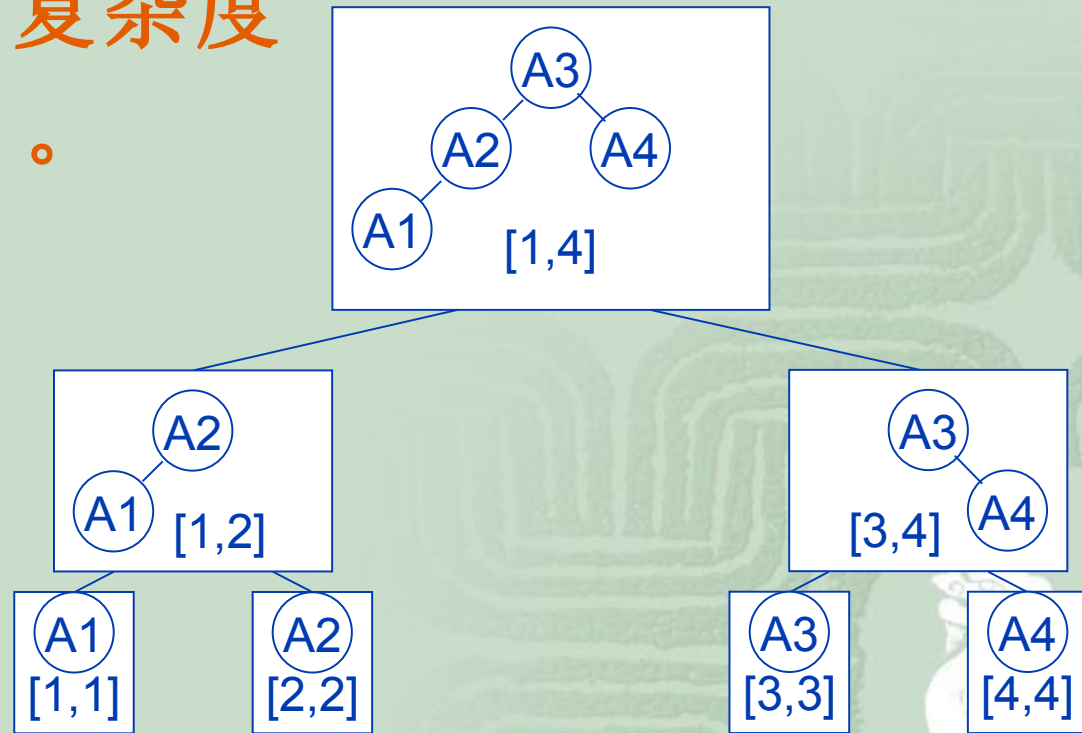 复杂度
。
A3
A2 A4
A1 [1,4]
A2
A1 [1,2]
A3
[3,4] A4
A1
[1,1]
A2
[2,2]
A3
[3,3]
A4
[4,4]